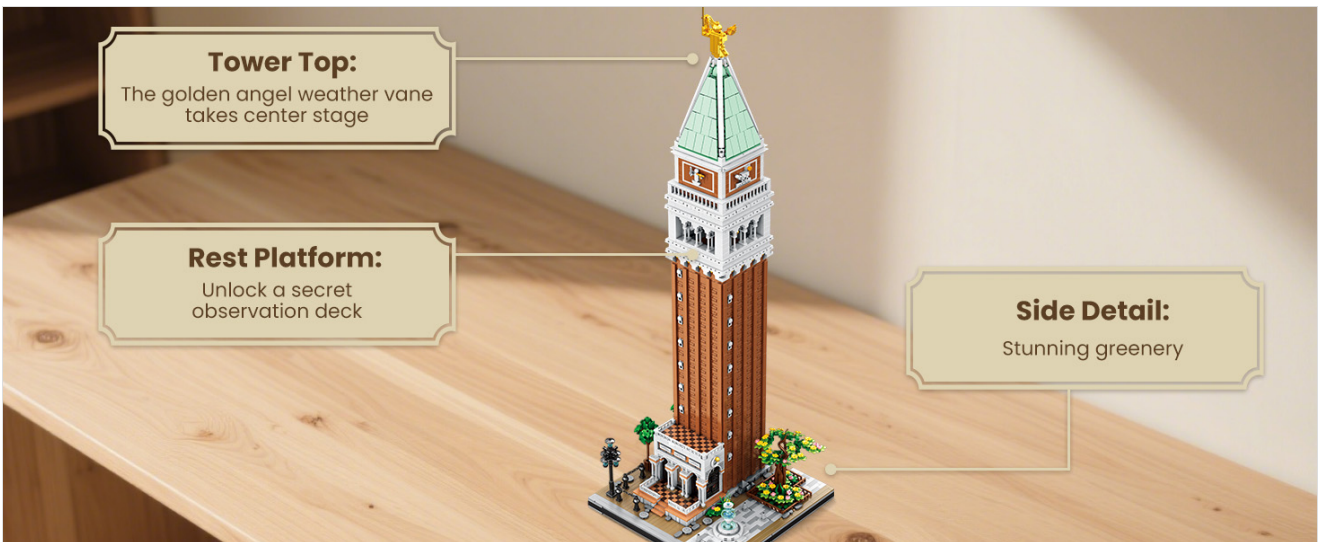 Tower Top:
The golden angel weather vane
takes center stage
Rest Platform:
Unlock a secret
observation deck
Side Detail:
Stunning greenery